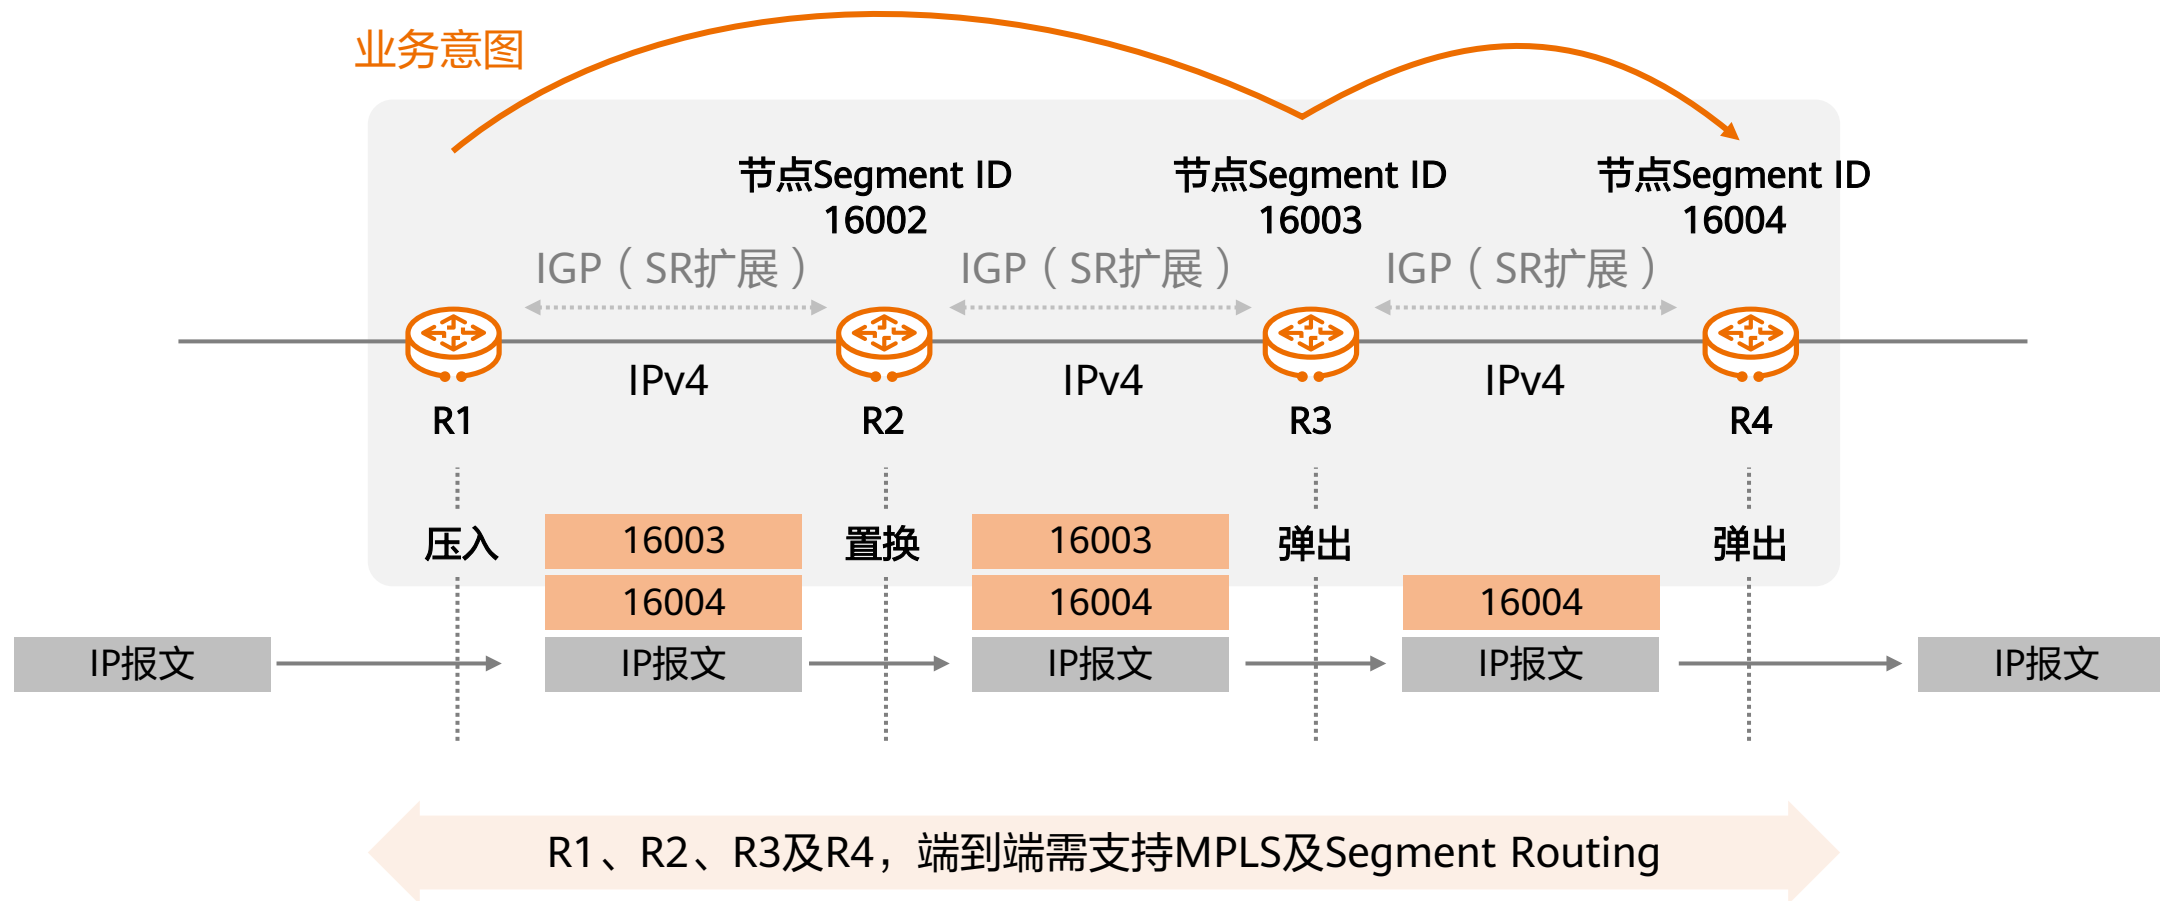 业务意图
节点Segment ID
16002
节点Segment ID
16003
节点Segment ID
16004
IGP（SR扩展）
IGP（SR扩展）
IGP（SR扩展）
IPv4
IPv4
IPv4
R1
R2
R3
R4
压入
16003
置换
16003
弹出
弹出
16004
16004
16004
IP报文
IP报文
IP报文
IP报文
IP报文
R1、R2、R3及R4，端到端需支持MPLS及Segment Routing